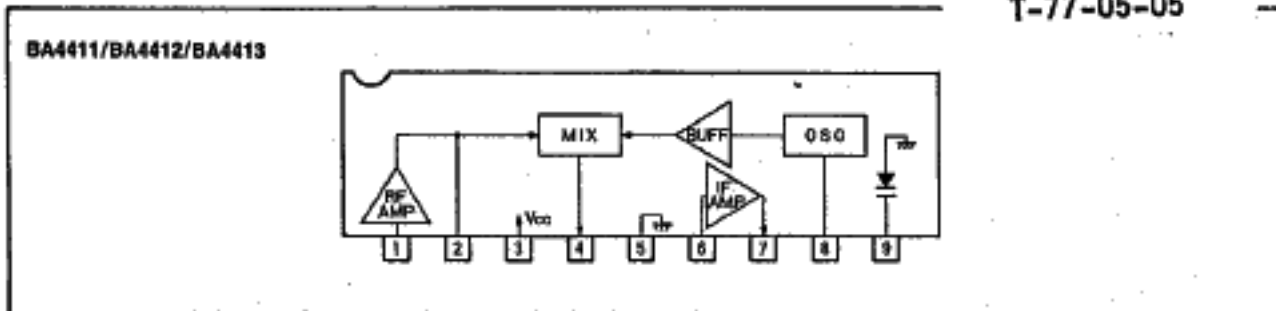 T-77-05-05
BA4411/BA4412/BA4413
MIX
BUFF
OSC
RF
AMP
IF
AMP
Vcc
1 2 3 4 5 6 7 8 9